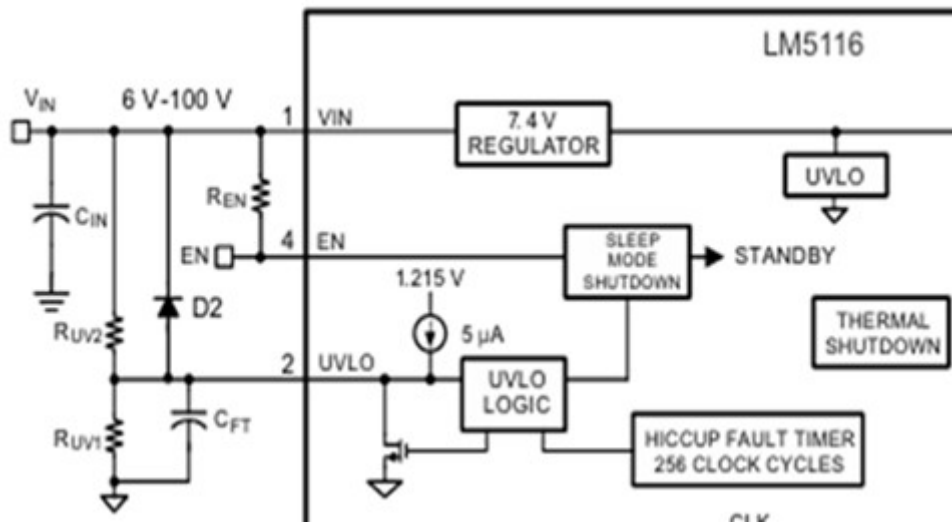 LM5116
VIN
6 V-100 V
1
VIN
7.4 V
REGULATOR
UVLO
CIN
REN
4
EN
EN
SLEEP
MODE
SHUTDOWN
STANDBY
1.215 V
D2
5 µA
THERMAL
SHUTDOWN
RUV2
2
UVLO
UVLO
LOGIC
CFT
RUV1
HICCUP FAULT TIMER
256 CLOCK CYCLES
CLK